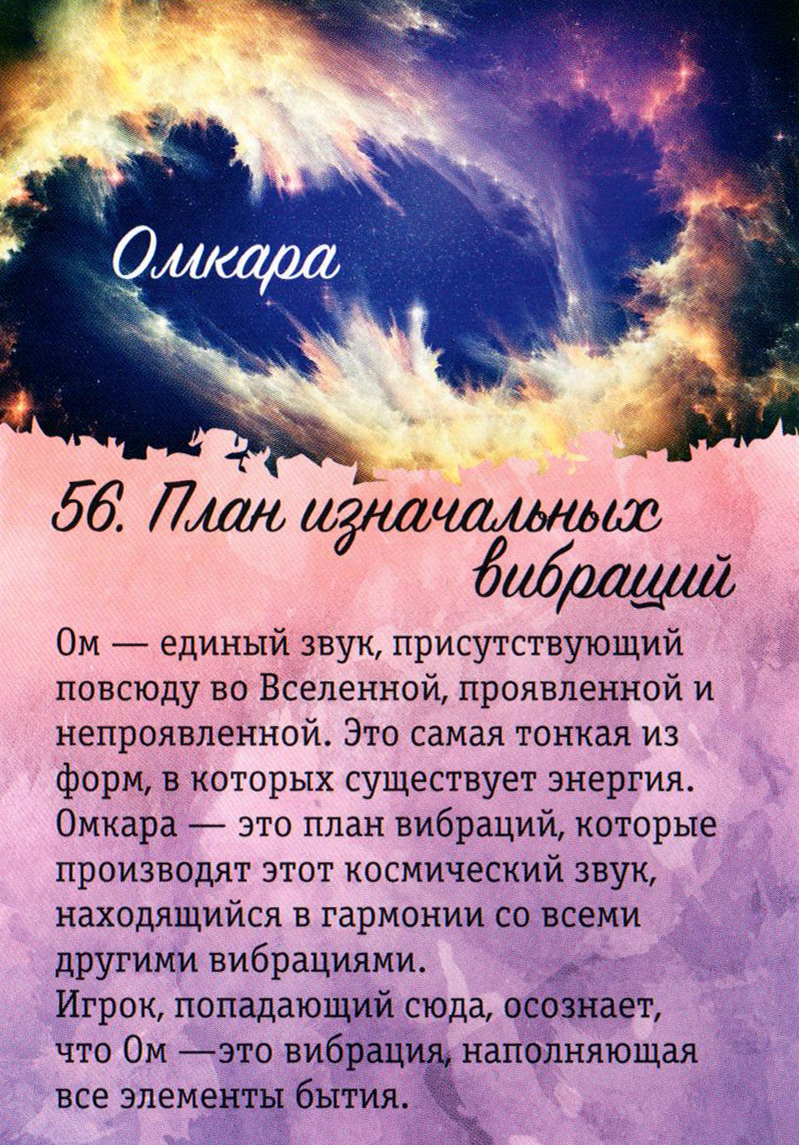 Омкара
56. План изначальных
вибраций
Ом — единый звук, присутствующий
повсюду во Вселенной, проявленной и
непроявленной. Это самая тонкая из
форм, в которых существует энергия.
Омкара — это план вибраций, которые
производят этот космический звук,
находящийся в гармонии со всеми
другими вибрациями.
Игрок, попадающий сюда, осознает,
что Ом —это вибрация, наполняющая
все элементы бытия.